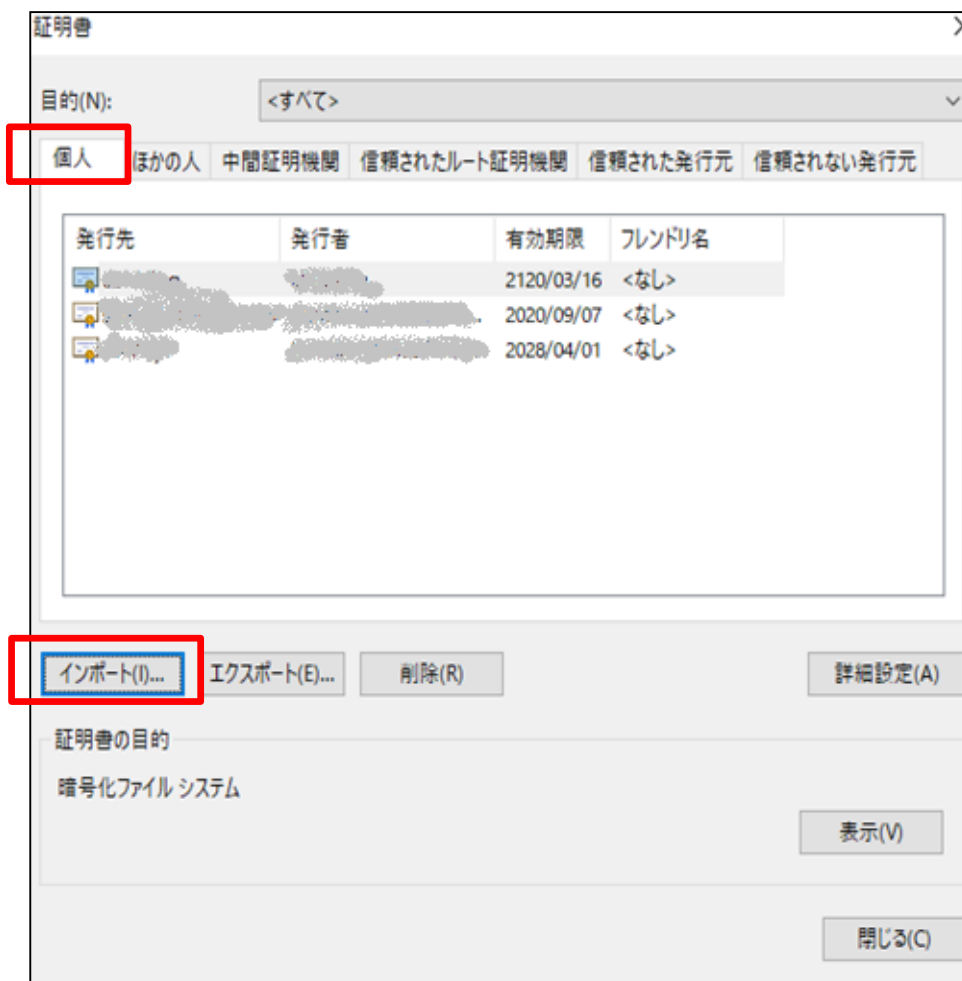 証明書
目的(N): <すべて>
個人 ほかの人 中間証明機関 信頼されたルート証明機関 信頼された発行元 信頼されない発行元
発行先 発行者 有効期限 フレンドリ名
2120/03/16 <なし>
2020/09/07 <なし>
2028/04/01 <なし>
インポート(I)... エクスポート(E)... 削除(R) 詳細設定(A)
証明書の目的
暗号化ファイル システム
表示(V)
閉じる(C)